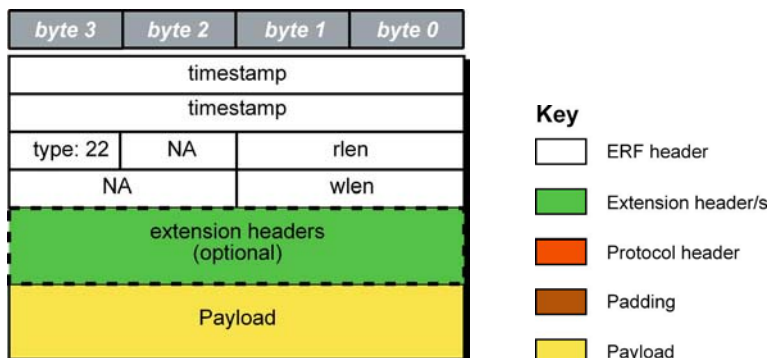 byte 3 byte 2 byte 1 byte 0
timestamp
timestamp
type: 22 NA rlen
NA wlen
extension headers
(optional)
Payload
Key
ERF header
Extension header/s
Protocol header
Padding
Payload